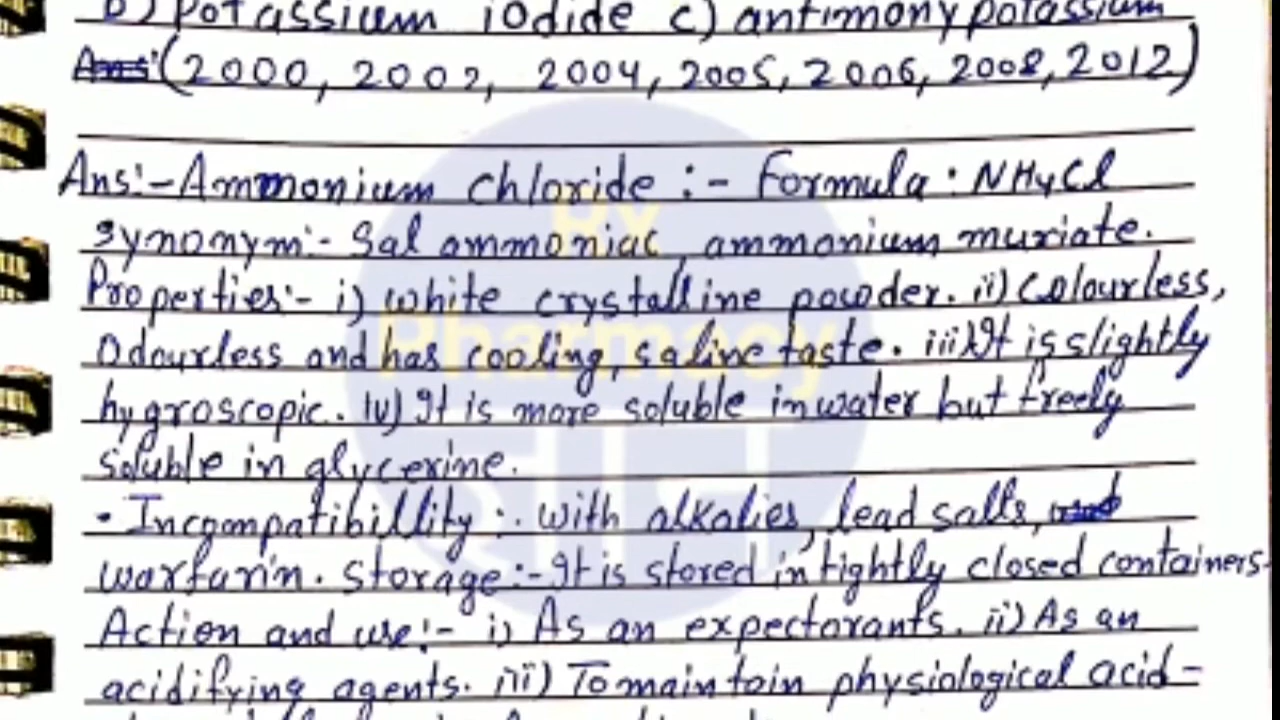 b) Potassium iodide c) antimony potassium
Ans:(2000, 2002, 2004, 2005, 2006, 2008, 2012)
Ans:-Ammonium chloride :- Formula : NH4Cl
Synonym:- Sal ammoniac, ammonium muriate.
Properties:- i) white crystalline powder. ii) Colourless,
Odourless and has cooling, saline taste. iii) It is slightly
hygroscopic. iv) It is more soluble in water but freely
soluble in glycerine.
• Incompatibillity :. with alkalies, lead salls,
warfarin. Storage:- It is stored in tightly closed containers.
Action and use:- i) As an expectorants. ii) As an
acidifying agents. iii) To maintain physiological acid-
Rx
Pharmacy